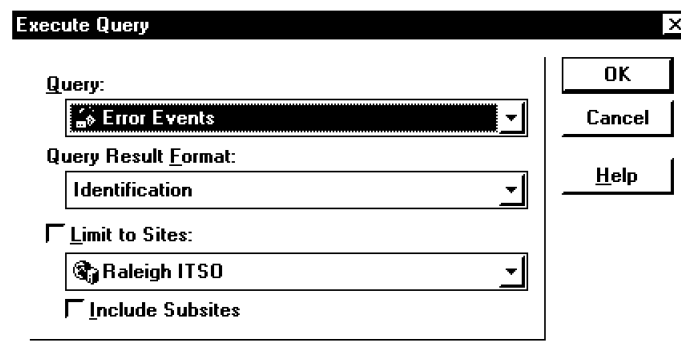 Execute Query
Query:
Error Events
Query Result Format:
Identification
Limit to Sites:
Raleigh ITSO
Include Subsites
OK
Cancel
Help